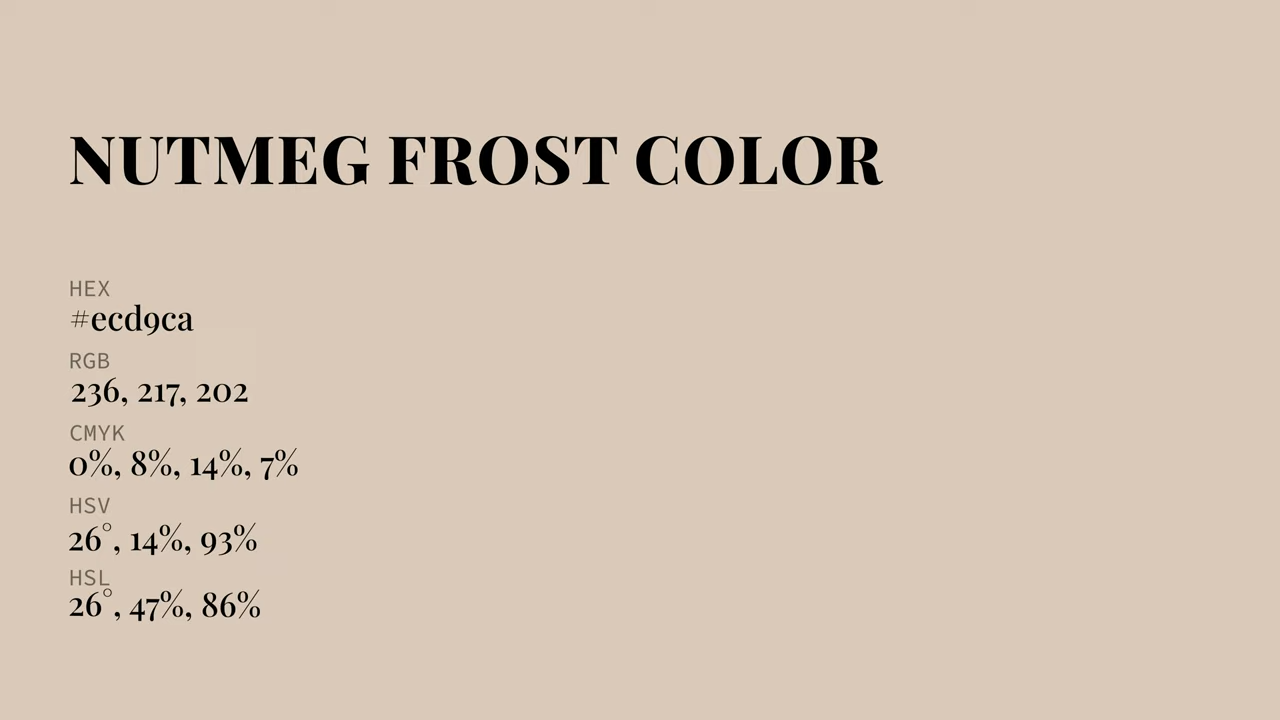 NUTMEG FROST COLOR
HEX
#ecd9ca
RGB
236, 217, 202
CMYK
0%, 8%, 14%, 7%
HSV
26°, 14%, 93%
HSL
26°, 47%, 86%